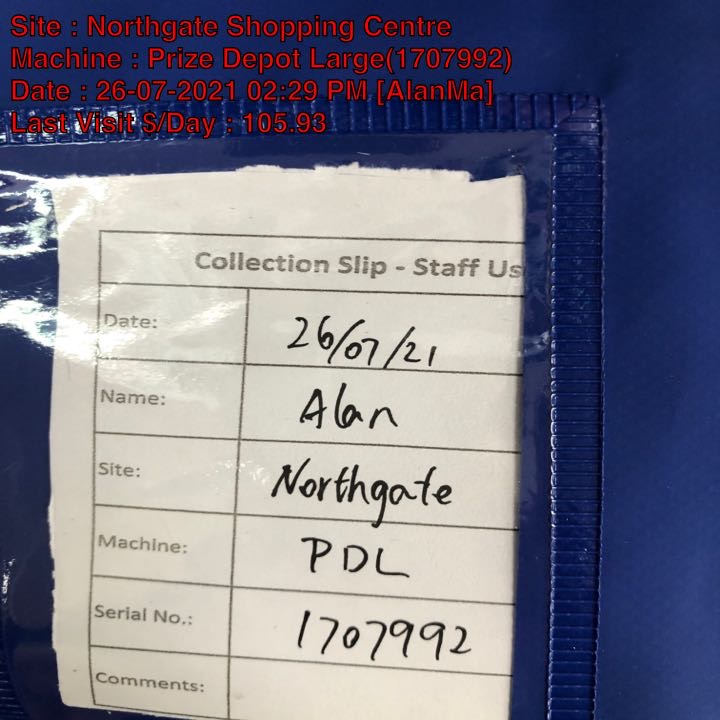 Site : Northgate Shopping Centre
Machine : Prize Depot Large(1707992)
Date : 26-07-2021 02:29 PM [AlanMa]
Last Visit $/Day : 105.93
Collection Slip - Staff Us
Date: 26/07/21
Name: Alan
Site: Northgate
Machine: PDL
Serial No.: 1707992
Comments: